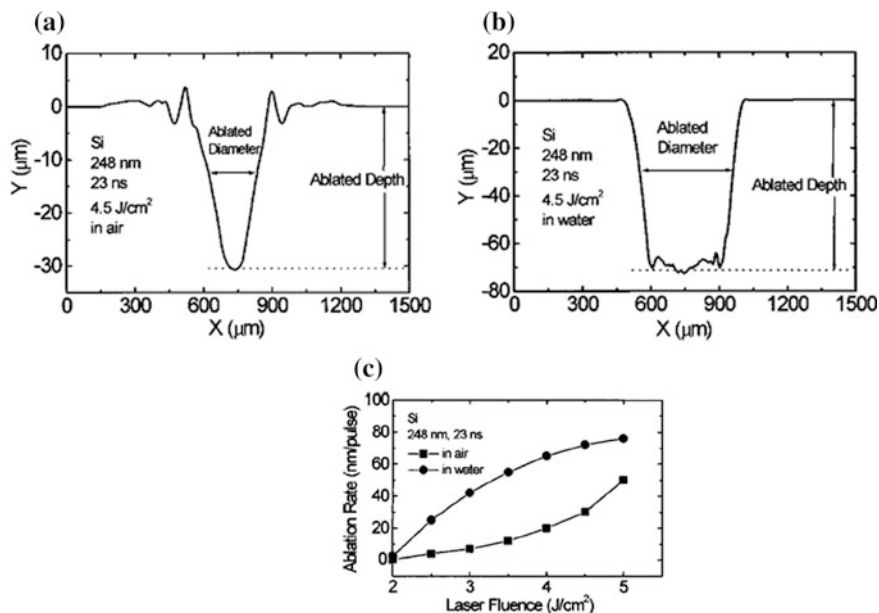 (a)
Y (μm)
0
-10
-20
-30
Si
248 nm
23 ns
4.5 J/cm²
in air
Ablated
Diameter
Ablated Depth
0 300 600 900 1200 1500
X (μm)
(b)
Y (μm)
20
0
-20
-40
-60
-80
Si
248 nm
23 ns
4.5 J/cm²
in water
Ablated
Diameter
Ablated Depth
0 300 600 900 1200 1500
X (μm)
(c)
Ablation Rate (nm/pulse)
100
80
60
40
20
0
Si
248 nm, 23 ns
in air
in water
2 3 4 5
Laser Fluence (J/cm²)